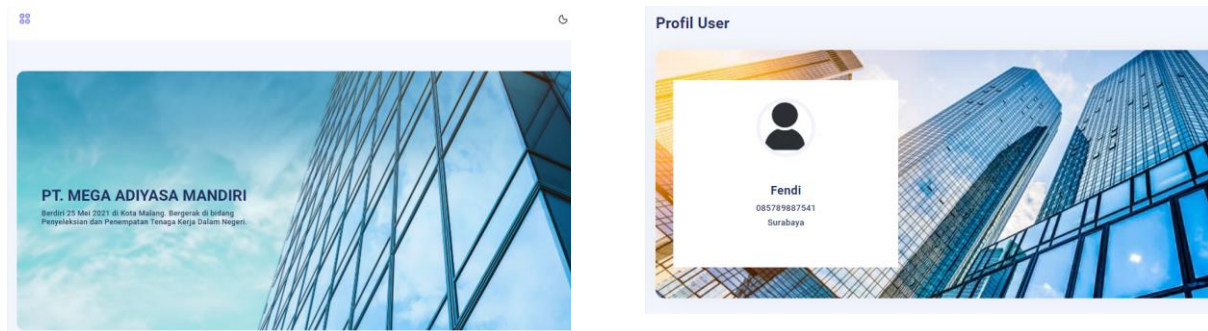 PT. MEGA ADIYASA MANDIRI
Berdiri 25 Mei 2021 di Kota Malang. Bergerak di bidang
Penyeleksian dan Penempatan Tenaga Kerja Dalam Negeri.
Profil User
Fendi
085789887541
Surabaya